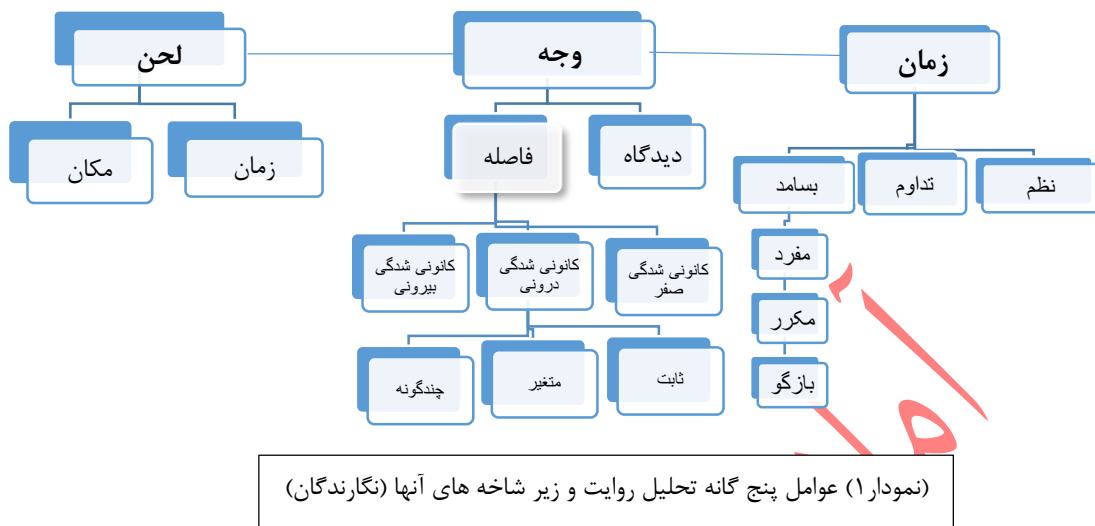 زمان
وجه
لحن
دیدگاه
فاصله
زمان
مکان
نظم
تداوم
بسامد
مفرد
مکرر
بازگو
کانونی شدگی
صفر
کانونی شدگی
درونی
کانونی شدگی
بیرونی
ثابت
متغیر
چندگونه
(نمودار۱) عوامل پنج گانه تحلیل روایت و زیر شاخه های آنها (نگارندگان)